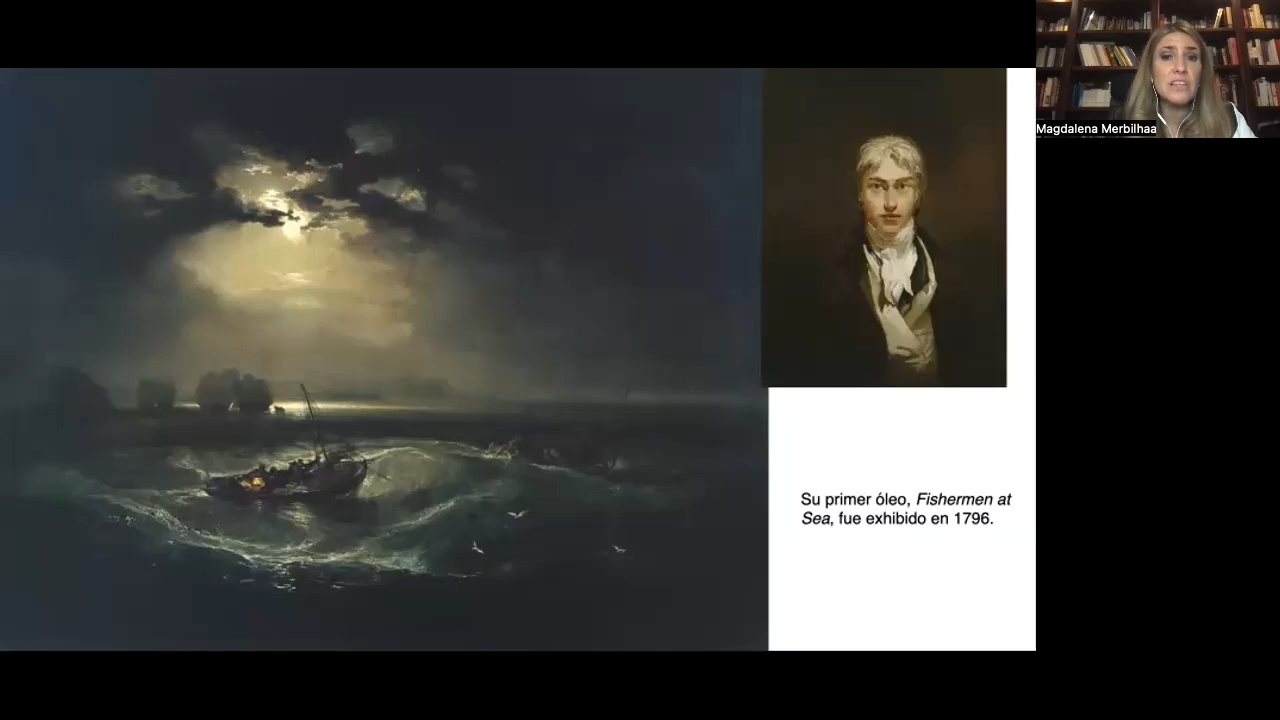 Magdalena Merbilhaa
Su primer óleo, Fishermen at
Sea, fue exhibido en 1796.